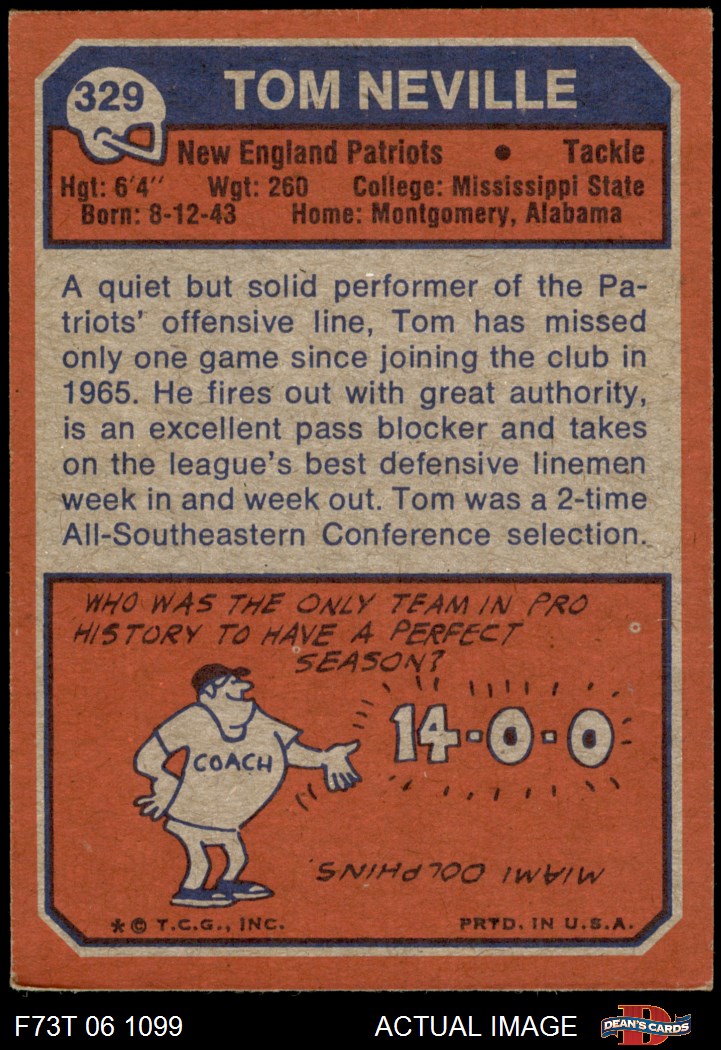 329
TOM NEVILLE
New England Patriots • Tackle
Hgt: 6'4" Wgt: 260 College: Mississippi State
Born: 8-12-43 Home: Montgomery, Alabama
A quiet but solid performer of the Pa-
triots' offensive line, Tom has missed
only one game since joining the club in
1965. He fires out with great authority,
is an excellent pass blocker and takes
on the league's best defensive linemen
week in and week out. Tom was a 2-time
All-Southeastern Conference selection.
WHO WAS THE ONLY TEAM IN PRO
HISTORY TO HAVE A PERFECT
SEASON?
14-0-0
COACH
MIAMI DOLPHINS
* © T.C.G., INC. PRTD. IN U.S.A.
F73T 06 1099 ACTUAL IMAGE D DEAN'S CARDS